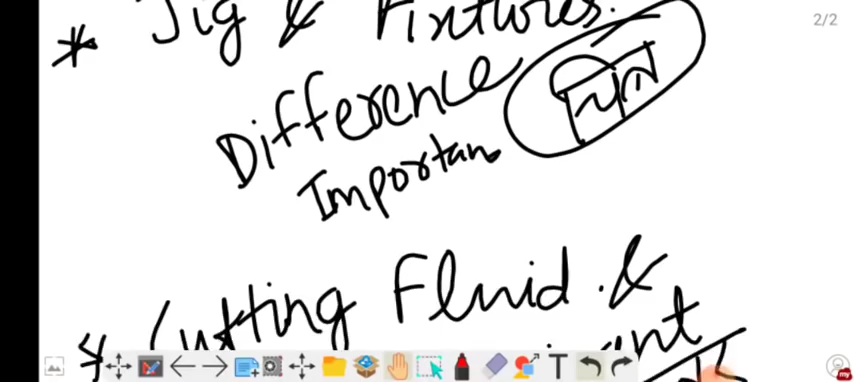 2/2
* Jig & Fixtures.
Difference चित्र
Importan
Cutting Fluid &